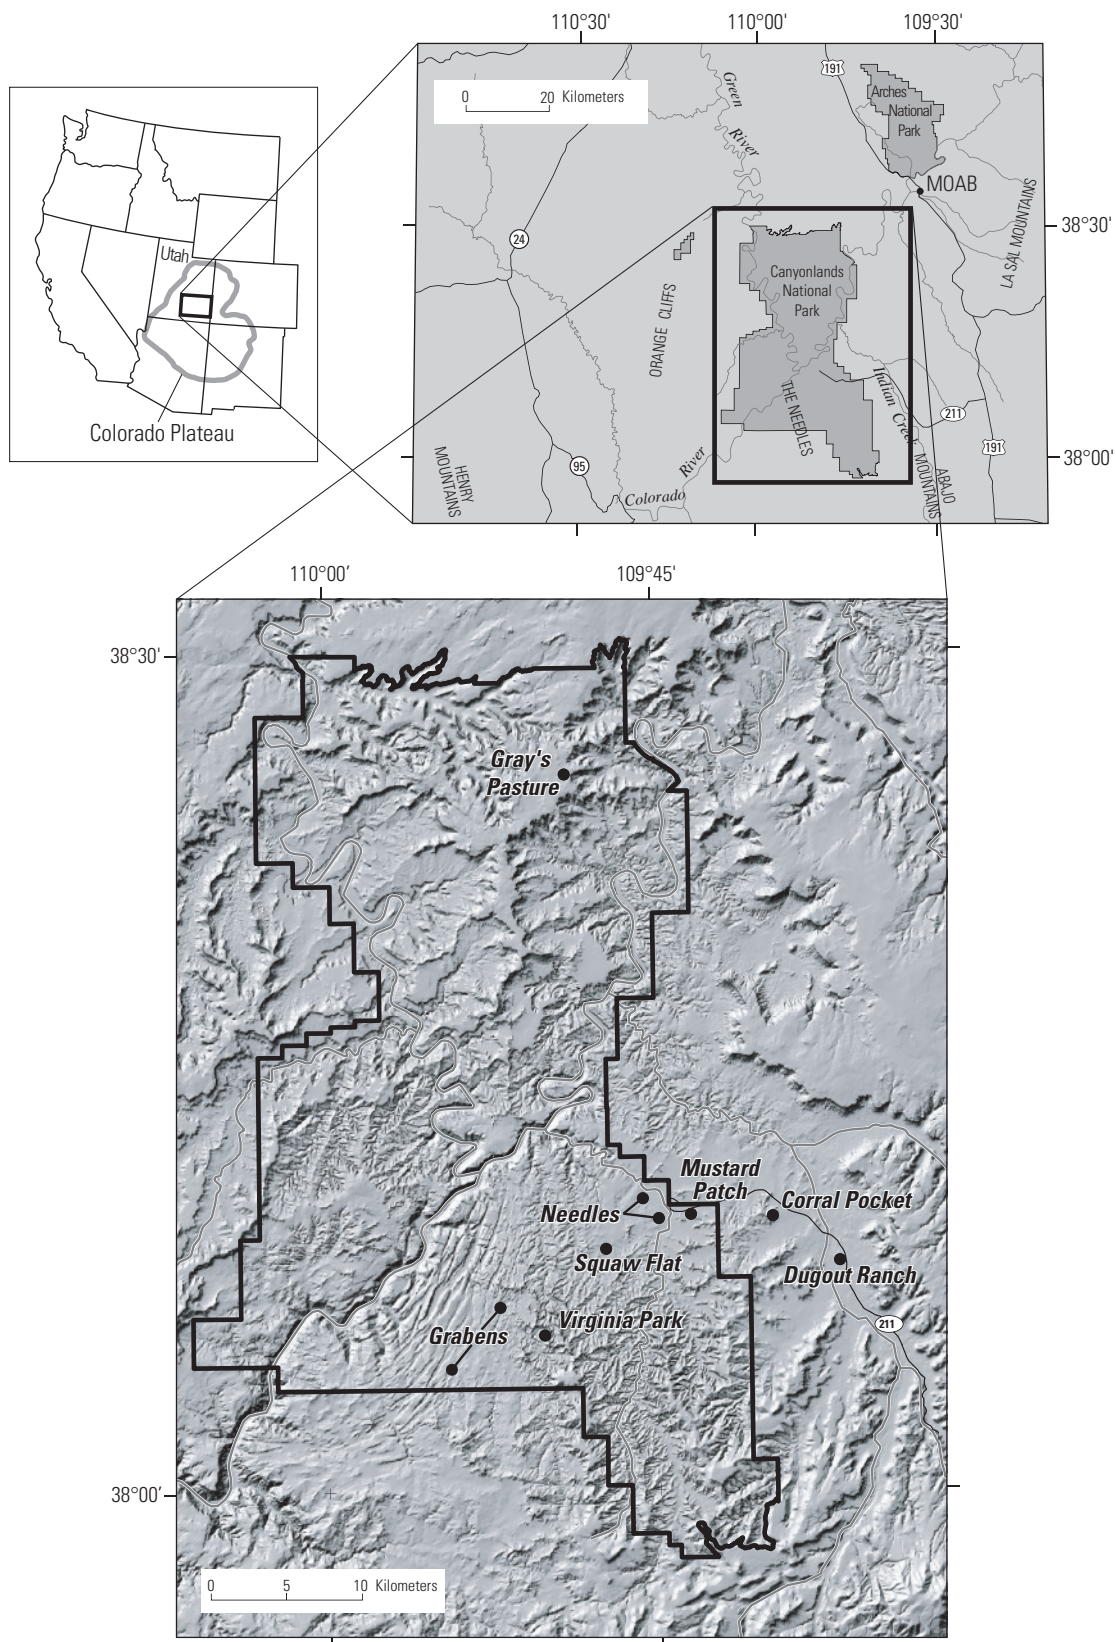 110°30'
110°00'
109°30'
191
Arches
National
Park
0 20 Kilometers
Green
River
MOAB
LA SAL MOUNTAINS
38°30'
24
Utah
Canyonlands
National
Park
ORANGE CLIFFS
THE NEEDLES
Indian Creek
211
191
Colorado Plateau
38°00'
HENRY
MOUNTAINS
95
Colorado
River
ABAJO
MOUNTAINS
110°00'
109°45'
38°30'
Gray's
Pasture
Mustard
Patch
Corral Pocket
Needles
Squaw Flat
Dugout Ranch
Virginia Park
Grabens
211
38°00'
0 5 10 Kilometers